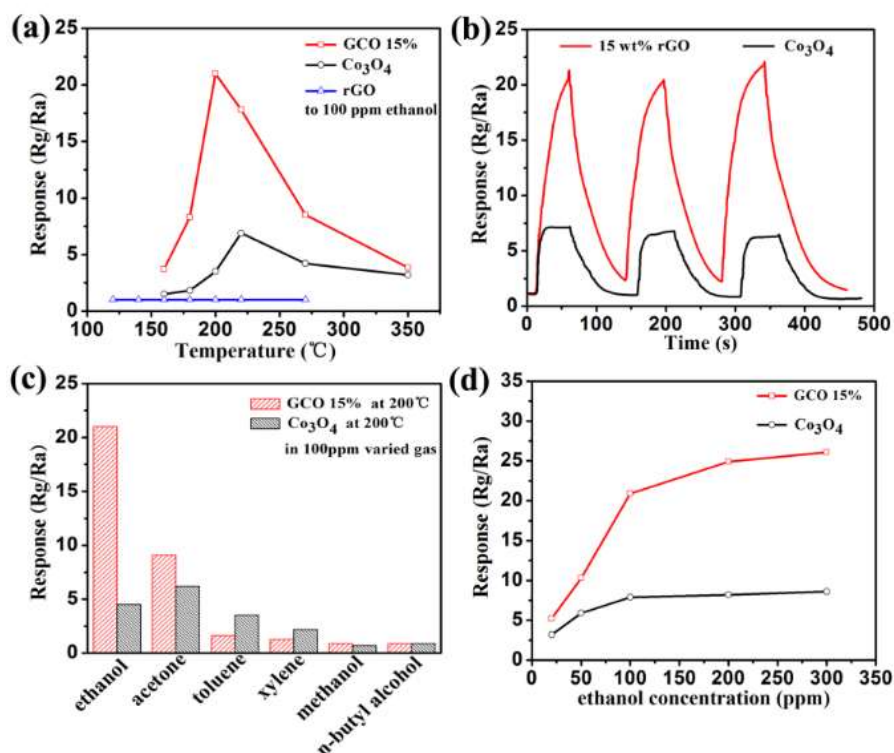 (a)
GCO 15%
Co3O4
rGO
to 100 ppm ethanol
Response (Rg/Ra)
25
20
15
10
5
0
100 150 200 250 300 350
Temperature (℃)
(b)
15 wt% rGO Co3O4
Response (Rg/Ra)
25
20
15
10
5
0
0 100 200 300 400 500
Time (s)
(c)
GCO 15% at 200℃
Co3O4 at 200℃
in 100ppm varied gas
Response (Rg/Ra)
25
20
15
10
5
0
ethanol
acetone
toluene
xylene
methanol
n-butyl alcohol
(d)
GCO 15%
Co3O4
Response (Rg/Ra)
35
30
25
20
15
10
5
0
0 50 100 150 200 250 300 350
ethanol concentration (ppm)